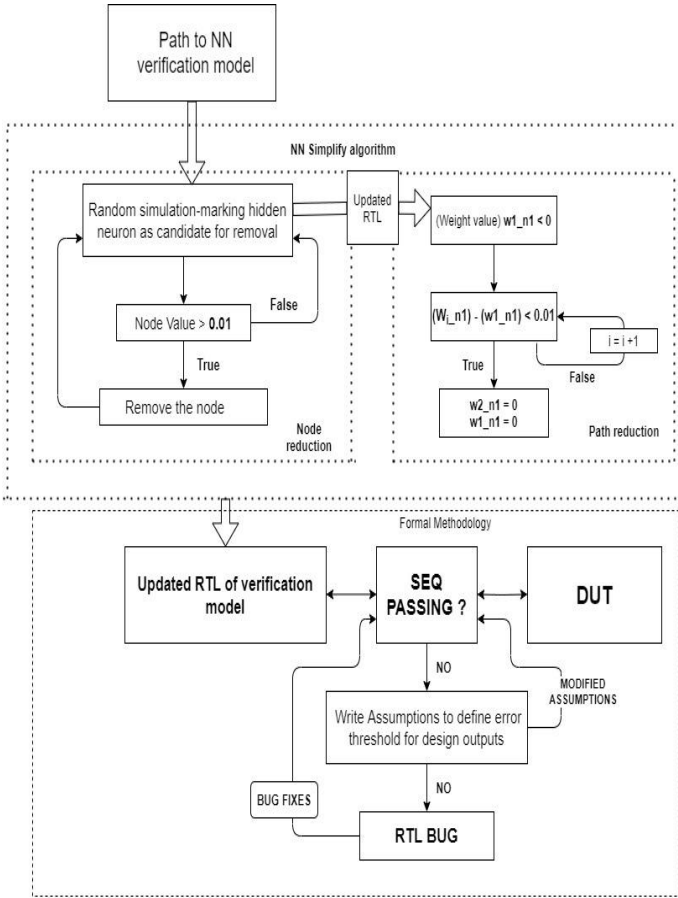 Path to NN
verification model
NN Simplify algorithm
Random simulation-marking hidden
neuron as candidate for removal
Updated
RTL
(Weight value) w1_n1 < 0
False
Node Value > 0.01
(Wi_n1) - (w1_n1) < 0.01
i = i +1
True
True
False
Remove the node
w2_n1 = 0
w1_n1 = 0
Node
reduction
Path reduction
Formal Methodology
Updated RTL of verification
model
SEQ
PASSING ?
DUT
NO
MODIFIED
ASSUMPTIONS
Write Assumptions to define error
threshold for design outputs
NO
BUG FIXES
RTL BUG